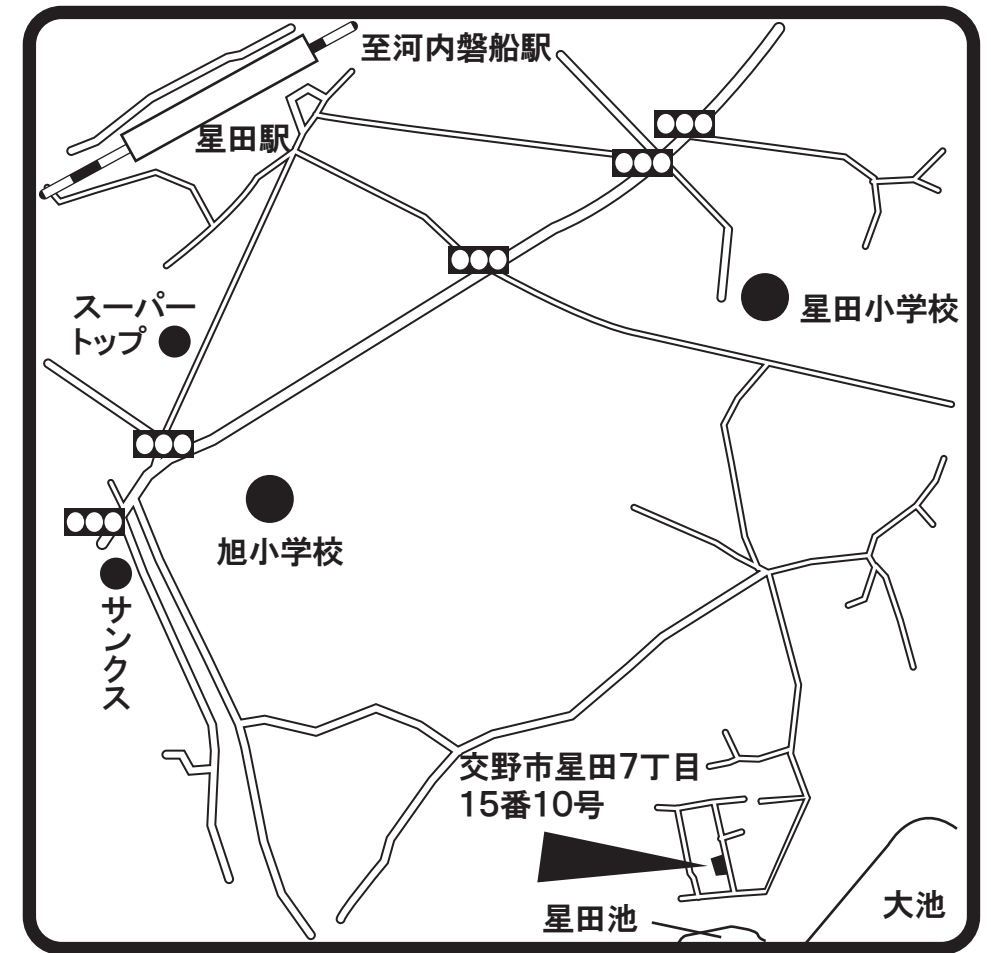 至河内磐船駅
星田駅
スーパー
トップ
星田小学校
旭小学校
サンクス
交野市星田7丁目
15番10号
星田池
大池